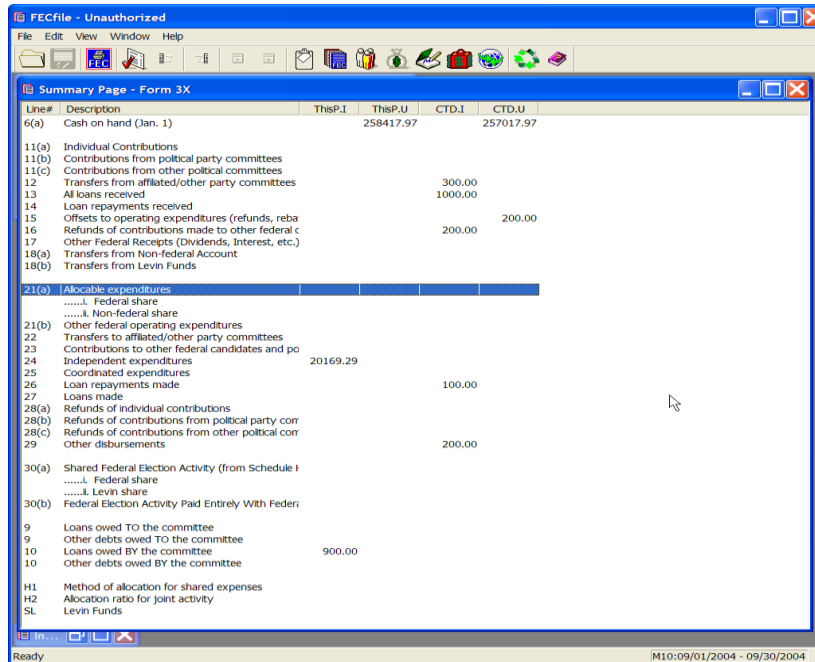 FECfile - Unauthorized
File Edit View Window Help
FEC
FEC
Summary Page - Form 3X
Line# Description ThisP.I ThisP.U CTD.I CTD.U
6(a) Cash on hand (Jan. 1) 258417.97 257017.97
11(a) Individual Contributions
11(b) Contributions from political party committees
11(c) Contributions from other political committees
12 Transfers from affilated/other party committees 300.00
13 All loans received 1000.00
14 Loan repayments received
15 Offsets to operating expenditures (refunds, reba 200.00
16 Refunds of contributions made to other federal c 200.00
17 Other Federal Receipts (Dividends, Interest, etc.)
18(a) Transfers from Non-federal Account
18(b) Transfers from Levin Funds
21(a) Allocable expenditures
......i. Federal share
......ii. Non-federal share
21(b) Other federal operating expenditures
22 Transfers to affiliated/other party committees
23 Contributions to other federal candidates and po
24 Independent expenditures 20169.29
25 Coordinated expenditures
26 Loan repayments made 100.00
27 Loans made
28(a) Refunds of individual contributions
28(b) Refunds of contributions from political party com
28(c) Refunds of contributions from other political com
29 Other disbursements 200.00
30(a) Shared Federal Election Activity (from Schedule H
......i. Federal share
......ii. Levin share
30(b) Federal Election Activity Paid Entirely With Federa
9 Loans owed TO the committee
9 Other debts owed TO the committee
10 Loans owed BY the committee 900.00
10 Other debts owed BY the committee
H1 Method of allocation for shared expenses
H2 Allocation ratio for joint activity
SL Levin Funds
In...
Ready M10:09/01/2004 - 09/30/2004